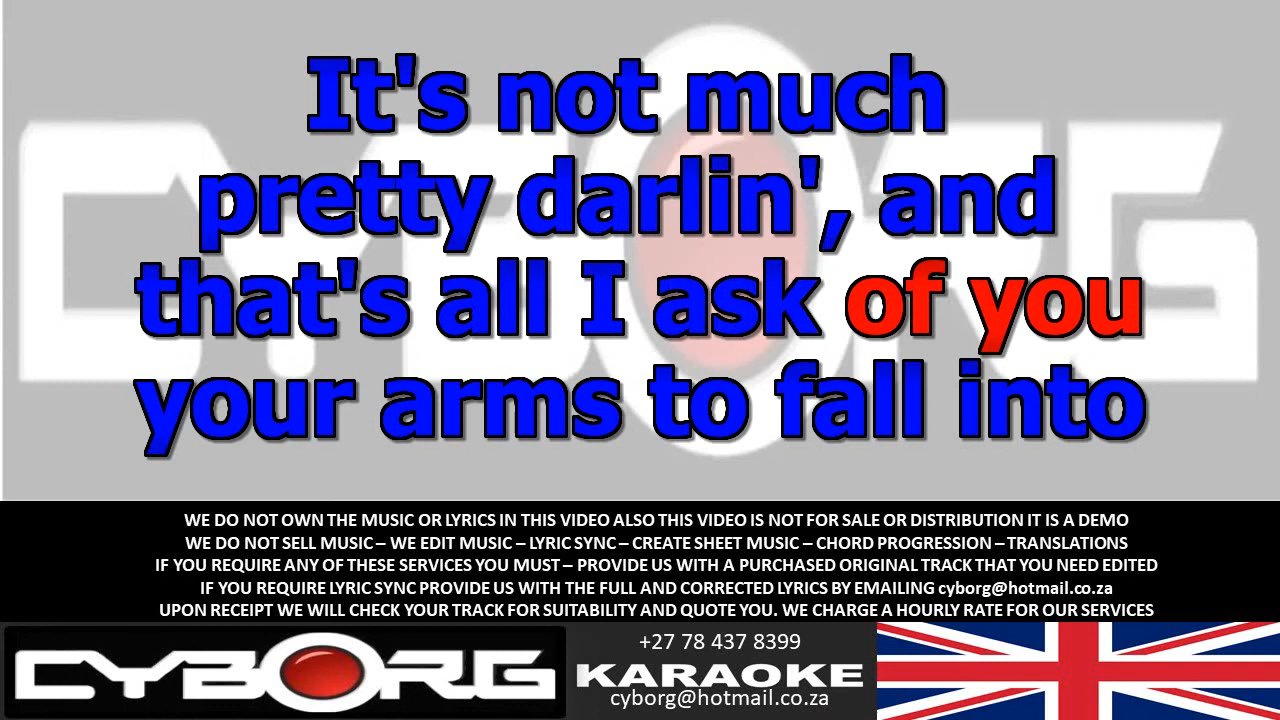 It's not much
pretty darlin', and
that's all I ask of you
your arms to fall into
CYBORG
WE DO NOT OWN THE MUSIC OR LYRICS IN THIS VIDEO ALSO THIS VIDEO IS NOT FOR SALE OR DISTRIBUTION IT IS A DEMO
WE DO NOT SELL MUSIC – WE EDIT MUSIC – LYRIC SYNC – CREATE SHEET MUSIC – CHORD PROGRESSION – TRANSLATIONS
IF YOU REQUIRE ANY OF THESE SERVICES YOU MUST – PROVIDE US WITH A PURCHASED ORIGINAL TRACK THAT YOU NEED EDITED
IF YOU REQUIRE LYRIC SYNC PROVIDE US WITH THE FULL AND CORRECTED LYRICS BY EMAILING cyborg@hotmail.co.za
UPON RECEIPT WE WILL CHECK YOUR TRACK FOR SUITABILITY AND QUOTE YOU. WE CHARGE A HOURLY RATE FOR OUR SERVICES
CYBORG
+27 78 437 8399
KARAOKE
cyborg@hotmail.co.za